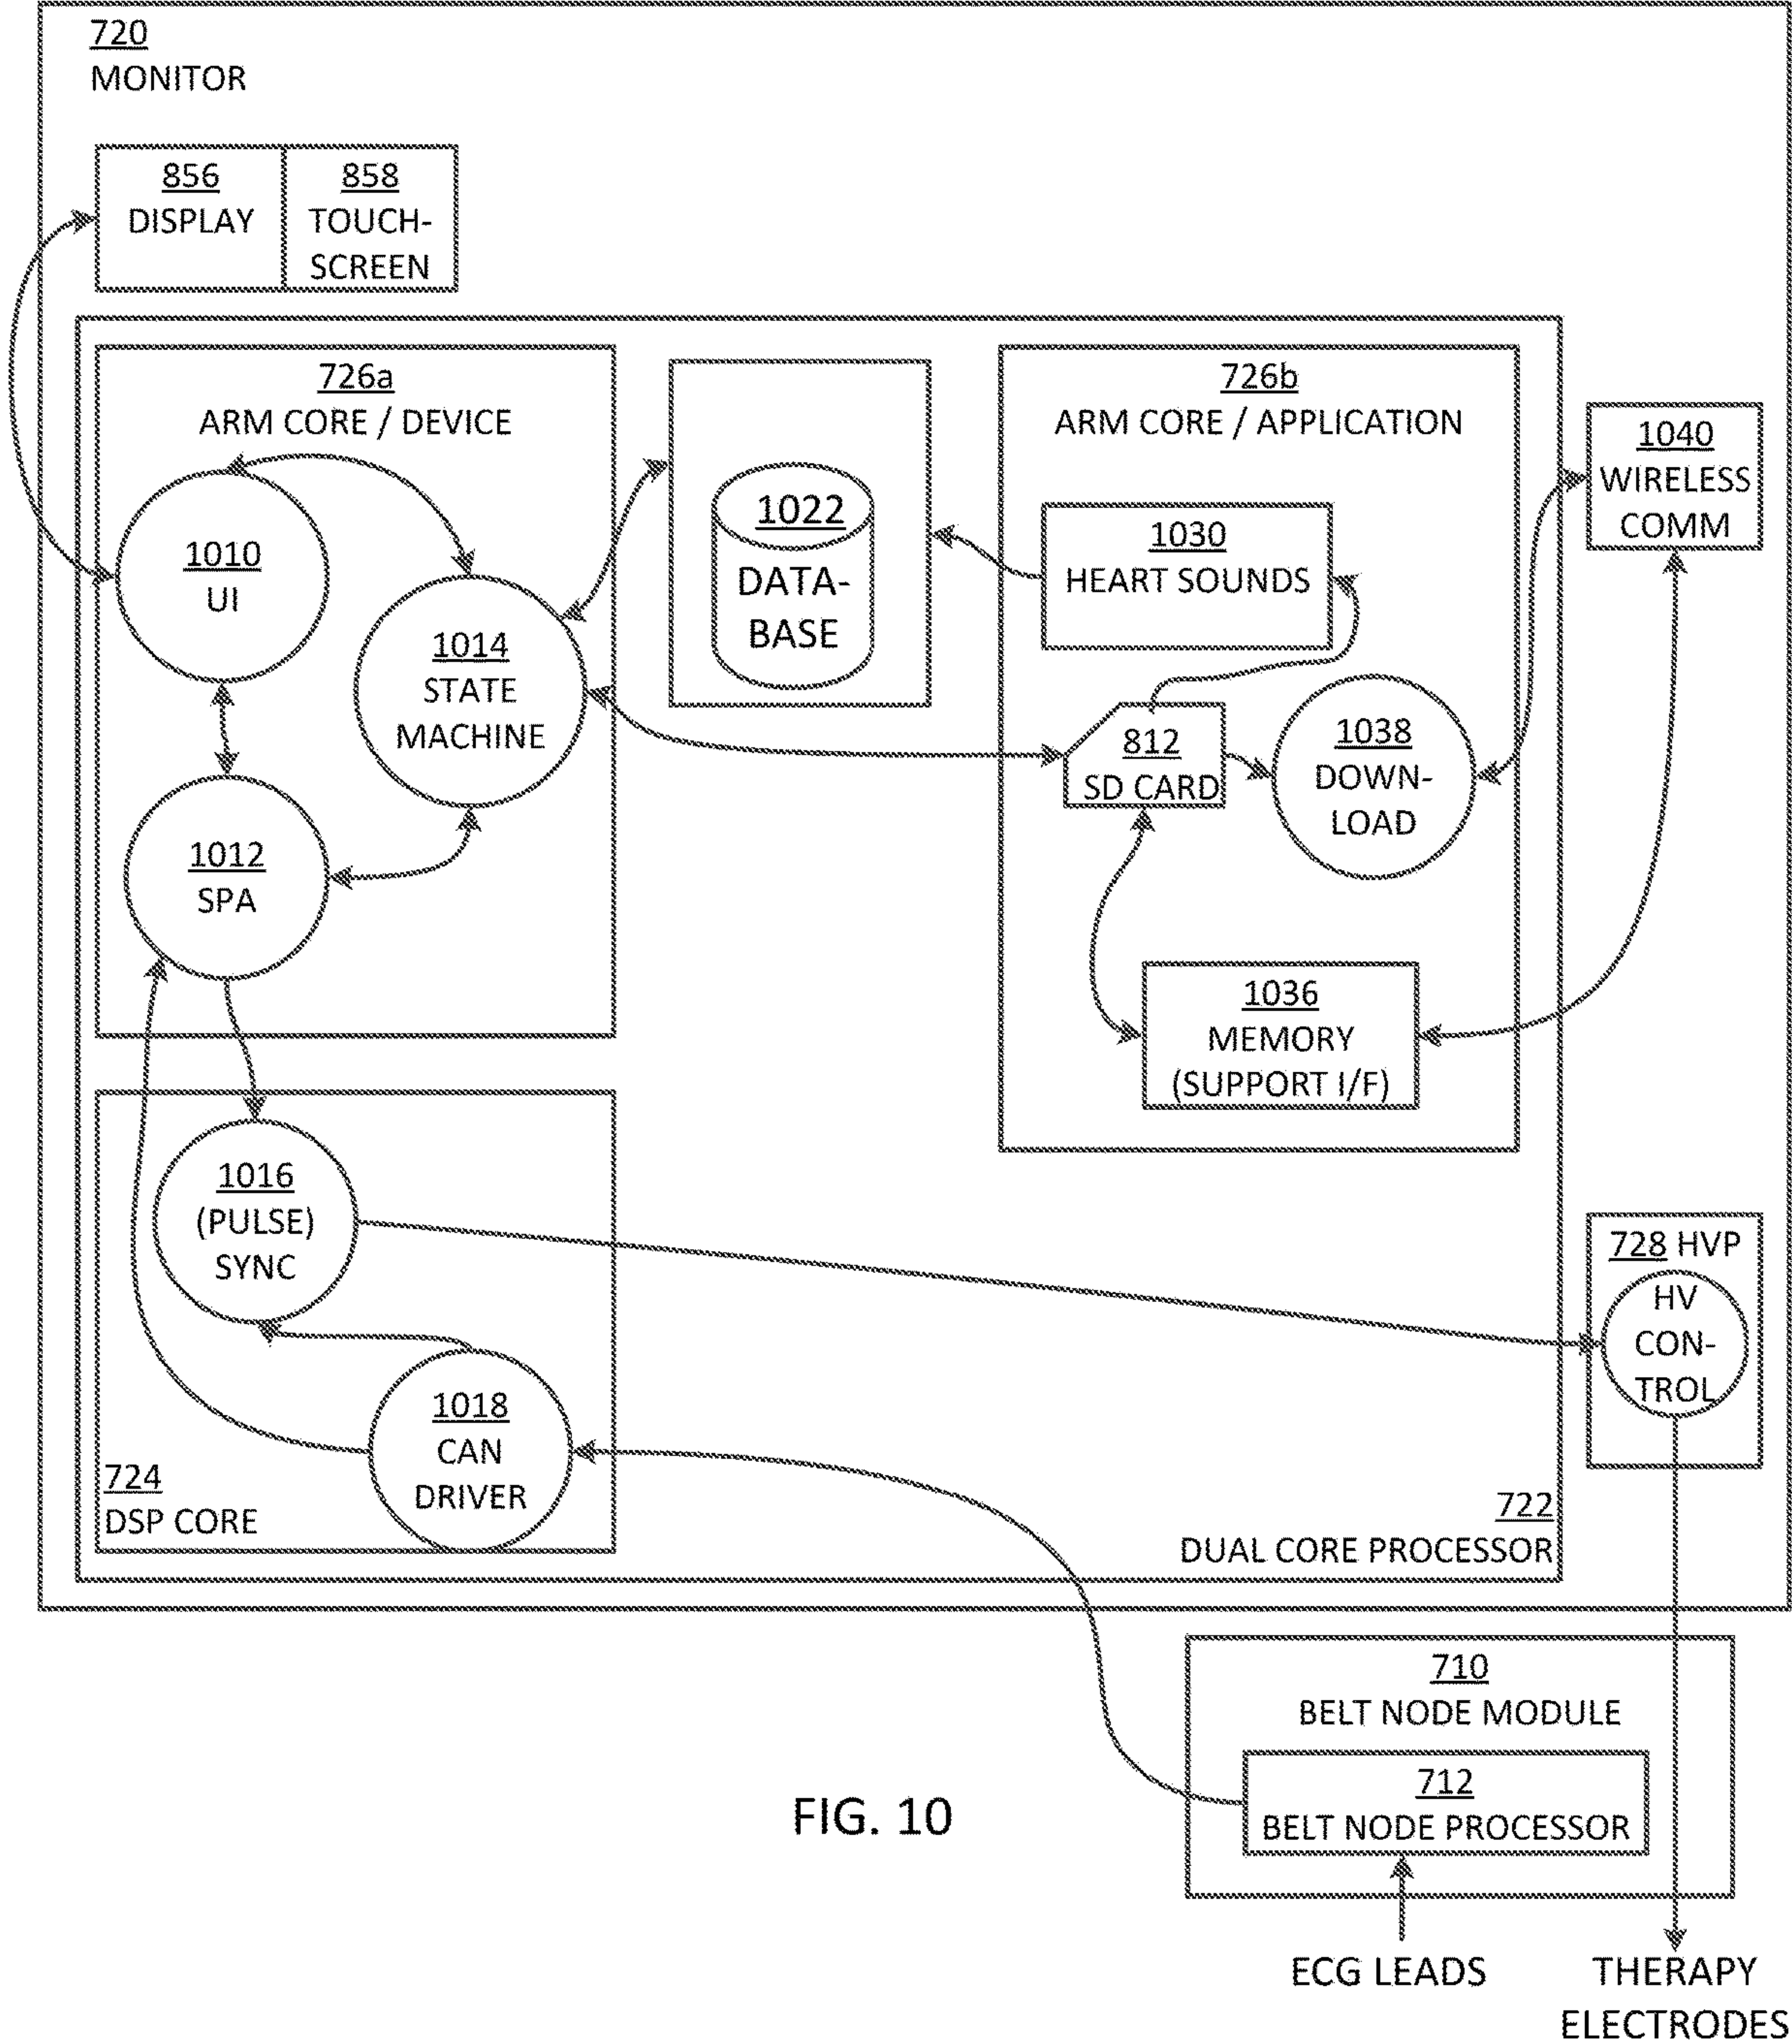 720
MONITOR
856
DISPLAY
858
TOUCH-
SCREEN
726a
ARM CORE / DEVICE
1010
UI
1014
STATE
MACHINE
1012
SPA
1022
DATA-
BASE
726b
ARM CORE / APPLICATION
1030
HEART SOUNDS
812
SD CARD
1038
DOWN-
LOAD
1036
MEMORY
(SUPPORT I/F)
1040
WIRELESS
COMM
1016
(PULSE)
SYNC
1018
CAN
DRIVER
724
DSP CORE
728 HVP
HV
CON-
TROL
722
DUAL CORE PROCESSOR
710
BELT NODE MODULE
712
BELT NODE PROCESSOR
FIG. 10
ECG LEADS
THERAPY
ELECTRODES